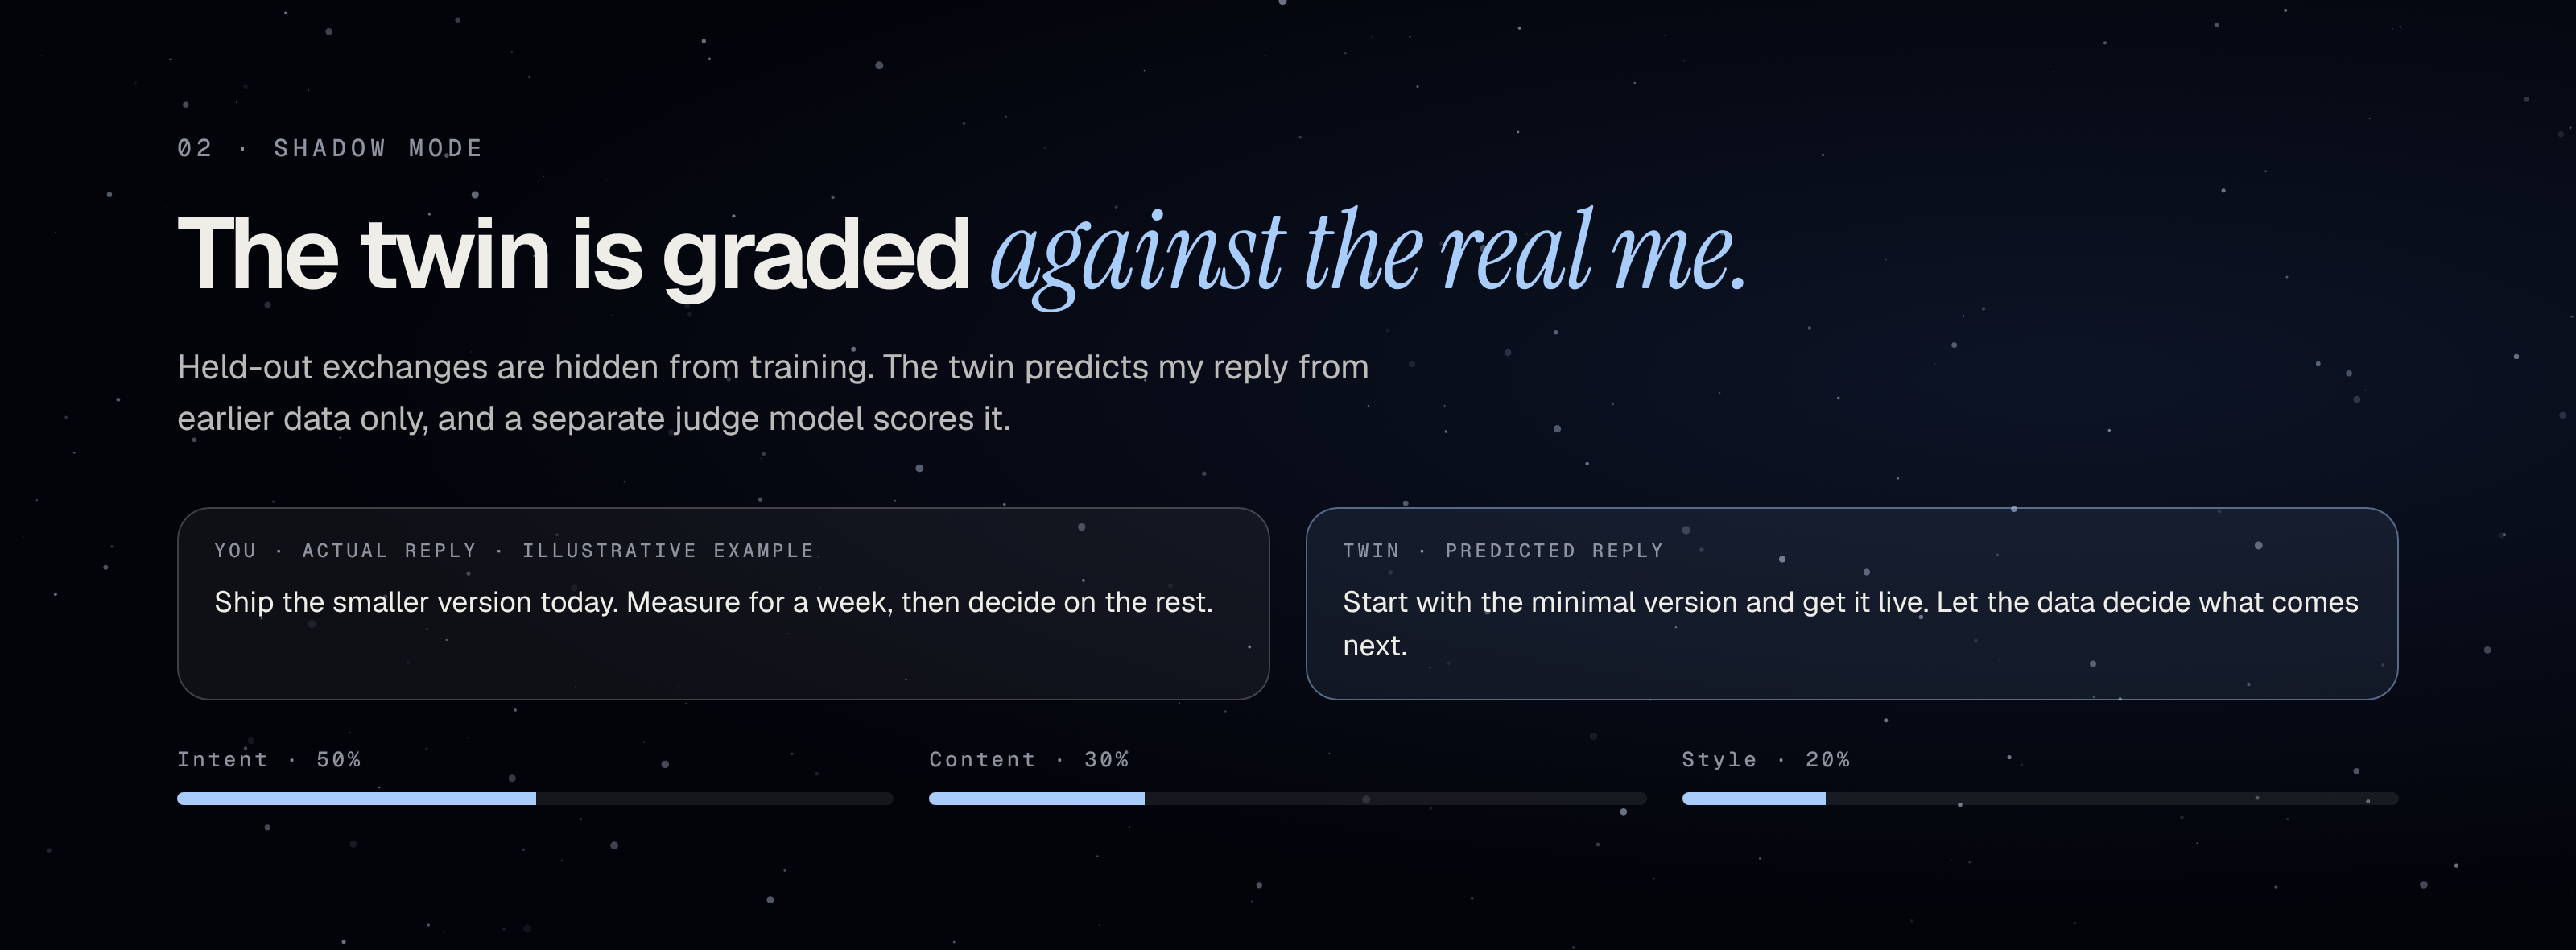 02 · SHADOW MODE
The twin is graded against the real me.
Held-out exchanges are hidden from training. The twin predicts my reply from
earlier data only, and a separate judge model scores it.
YOU · ACTUAL REPLY · ILLUSTRATIVE EXAMPLE
Ship the smaller version today. Measure for a week, then decide on the rest.
TWIN · PREDICTED REPLY
Start with the minimal version and get it live. Let the data decide what comes
next.
Intent · 50%
Content · 30%
Style · 20%